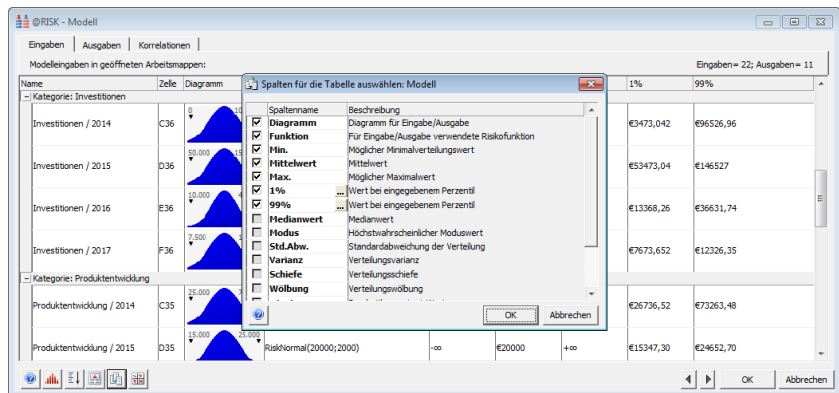 @RISK - Modell
Eingaben Ausgaben Korrelationen
Modelleingaben in geöffneten Arbeitsmappen: Eingaben= 22; Ausgaben= 11
Name Zelle Diagramm 1% 99%
Kategorie: Investitionen
Investitionen / 2014 C36 €3473,042 €96526,96
Investitionen / 2015 D36 50.000 €53473,04 €146527
Investitionen / 2016 E36 10.000 €13368,26 €36631,74
Investitionen / 2017 F36 7.500 €7673,652 €12326,35
Kategorie: Produktentwicklung
Produktentwicklung / 2014 C35 25.000 €26736,52 €73263,48
Produktentwicklung / 2015 D35 15.000 25.000 RiskNormal(20000;2000) -∞ €20000 +∞ €15347,30 €24652,70
Spalten für die Tabelle auswählen: Modell
Spaltenname Beschreibung
Diagramm Diagramm für Eingabe/Ausgabe
Funktion Für Eingabe/Ausgabe verwendete Risikofunktion
Min. Möglicher Minimalverteilungswert
Mittelwert Mittelwert
Max. Möglicher Maximalwert
1% ... Wert bei eingegebenem Perzentil
99% ... Wert bei eingegebenem Perzentil
Medianwert Medianwert
Modus Höchstwahrscheinlicher Moduswert
Std.Abw. Standardabweichung der Verteilung
Varianz Verteilungsvarianz
Schiefe Verteilungsschiefe
Wölbung Verteilungswölbung
OK Abbrechen
OK Abbrechen